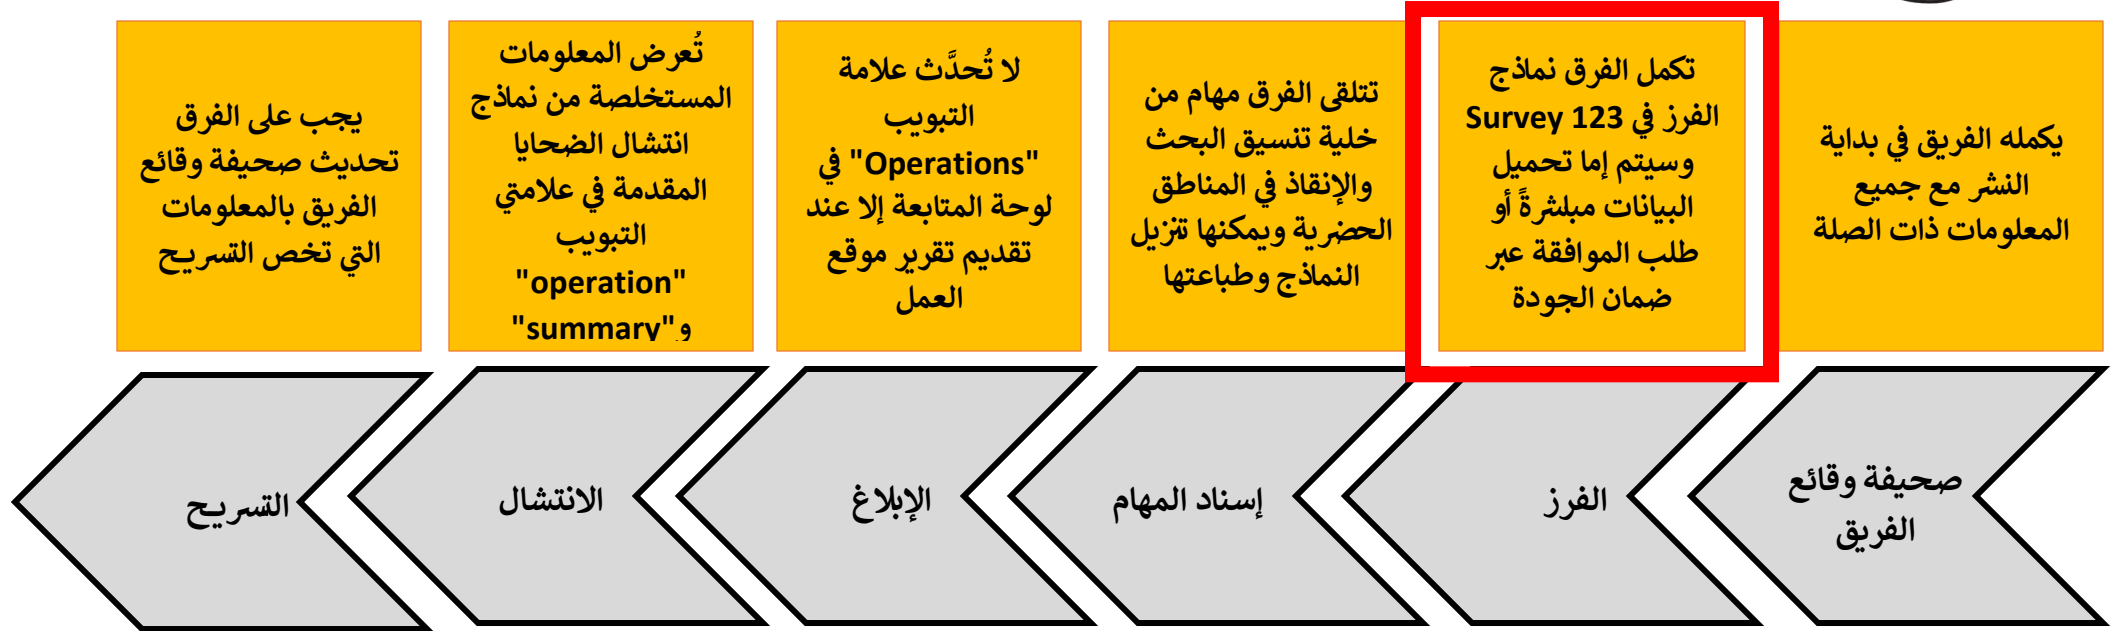 يكمله الفريق في بداية
النشر مع جميع
المعلومات ذات الصلة
تكمل الفرق نماذج
الفرز في Survey 123
وسيتم إما تحميل
البيانات مبلشرةً أو
طلب الموافقة عبر
ضمان الجودة
تتلقى الفرق مهام من
خلية تنسيق البحث
والإنقاذ في المناطق
الحضرية ويمكنها تنزيل
النماذج وطباعتها
لا تُحدَّث علامة
التبويب
"Operations" في
لوحة المتابعة إلا عند
تقديم تقرير موقع
العمل
تُعرض المعلومات
المستخلصة من نماذج
انتشال الضحايا
المقدمة في علامتي
التبويب
"operation"
و"summary"
يجب على الفرق
تحديث صحيفة وقائع
الفريق بالمعلومات
التي تخص التسريح
صحيفة وقائع
الفريق
الفرز
إسناد المهام
الإبلاغ
الانتشال
التسريح